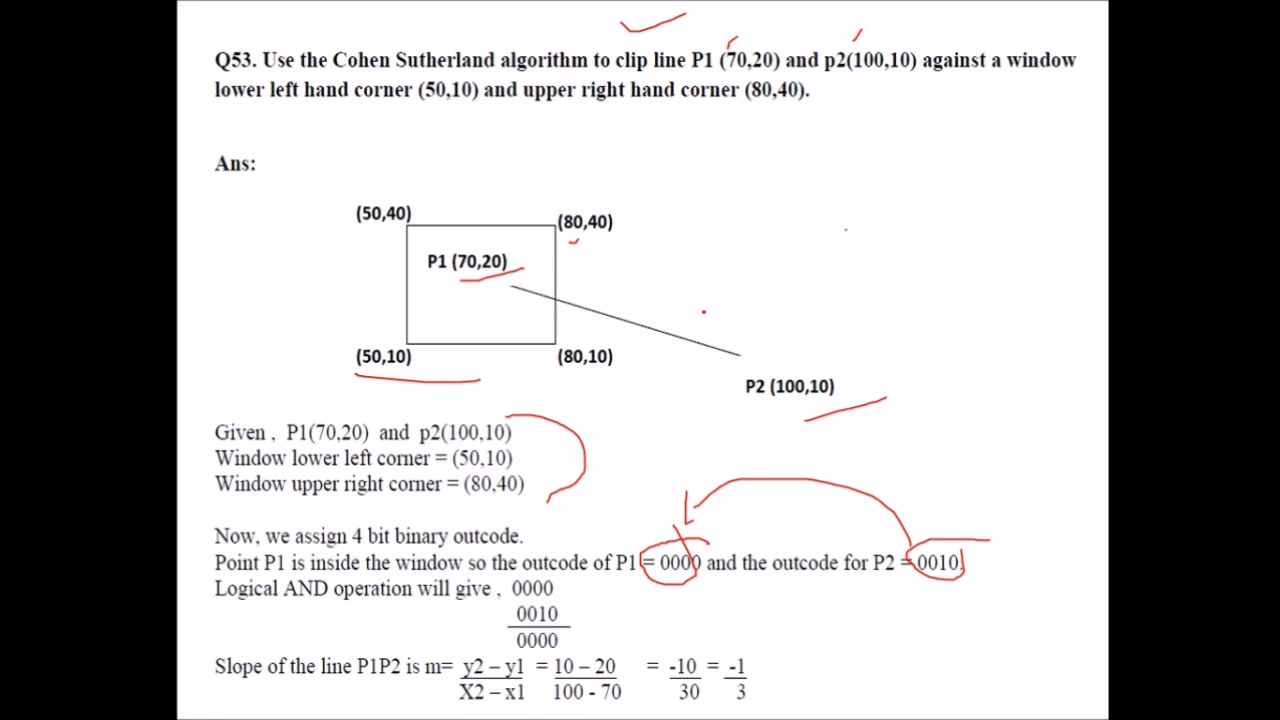 Q53. Use the Cohen Sutherland algorithm to clip line P1 (70,20) and p2(100,10) against a window
lower left hand corner (50,10) and upper right hand corner (80,40).
Ans:
(50,40)
(80,40)
P1 (70,20)
(50,10)
(80,10)
P2 (100,10)
Given , P1(70,20) and p2(100,10)
Window lower left corner = (50,10)
Window upper right corner = (80,40)
Now, we assign 4 bit binary outcode.
Point P1 is inside the window so the outcode of P1 = 0000 and the outcode for P2 = 0010.
Logical AND operation will give , 0000
0010
0000
Slope of the line P1P2 is m= y2 – y1 = 10 – 20 = -10 = -1
X2 – x1 100 - 70 30 3